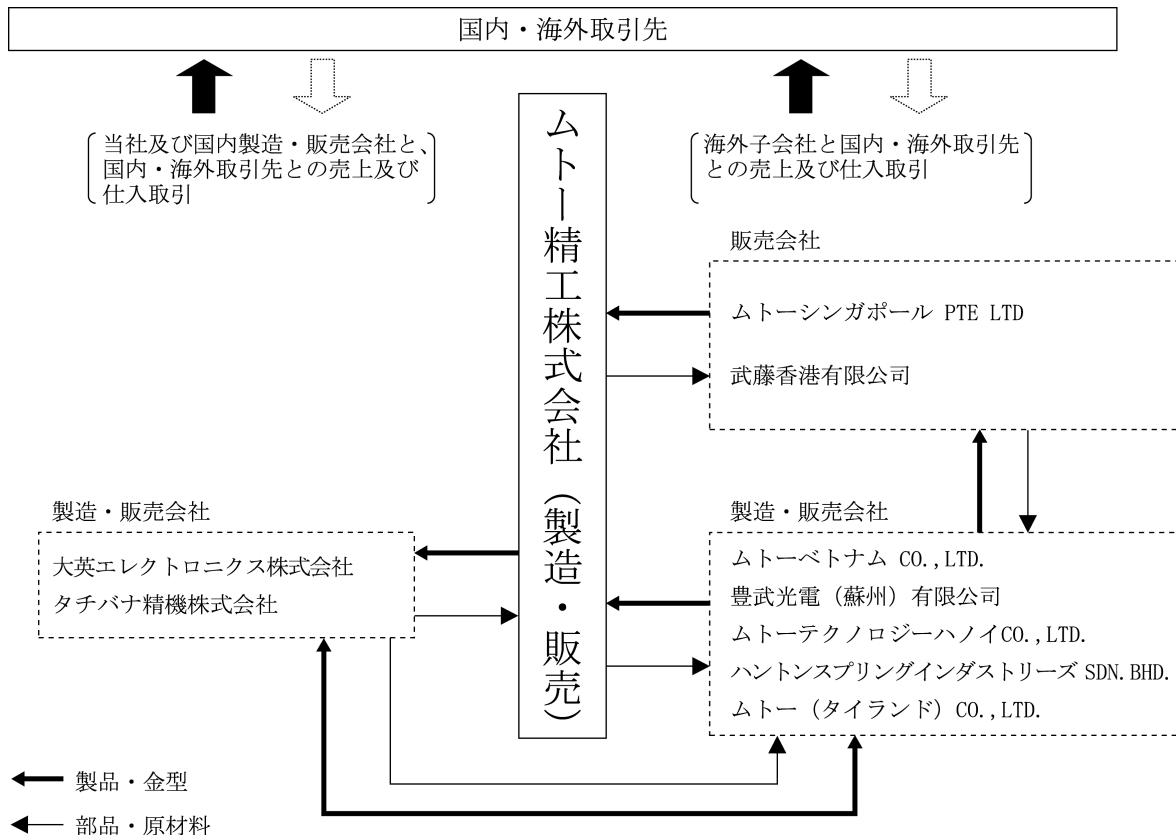 国内・海外取引先
当社及び国内製造・販売会社と、
国内・海外取引先との売上及び
仕入取引
海外子会社と国内・海外取引先
との売上及び仕入取引
ムトー精工株式会社(製造・販売)
販売会社
ムトーシンガポール PTE LTD
武藤香港有限公司
製造・販売会社
大英エレクトロニクス株式会社
タチバナ精機株式会社
製造・販売会社
ムトーベトナム CO.,LTD.
豊武光電(蘇州)有限公司
ムトーテクノロジーハノイCO.,LTD.
ハントンスプリングインダストリーズ SDN.BHD.
ムトー(タイランド)CO.,LTD.
製品・金型
部品・原材料